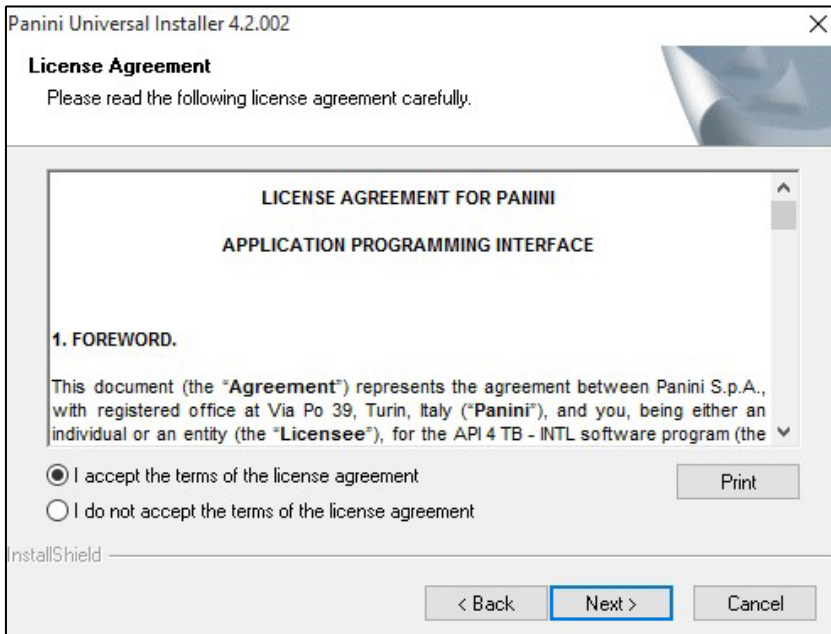 Panini Universal Installer 4.2.002
License Agreement
Please read the following license agreement carefully.
LICENSE AGREEMENT FOR PANINI
APPLICATION PROGRAMMING INTERFACE
1. FOREWORD.
This document (the “Agreement”) represents the agreement between Panini S.p.A.,
with registered office at Via Po 39, Turin, Italy (“Panini”), and you, being either an
individual or an entity (the “Licensee”), for the API 4 TB - INTL software program (the
I accept the terms of the license agreement
Print
I do not accept the terms of the license agreement
InstallShield
< Back Next > Cancel